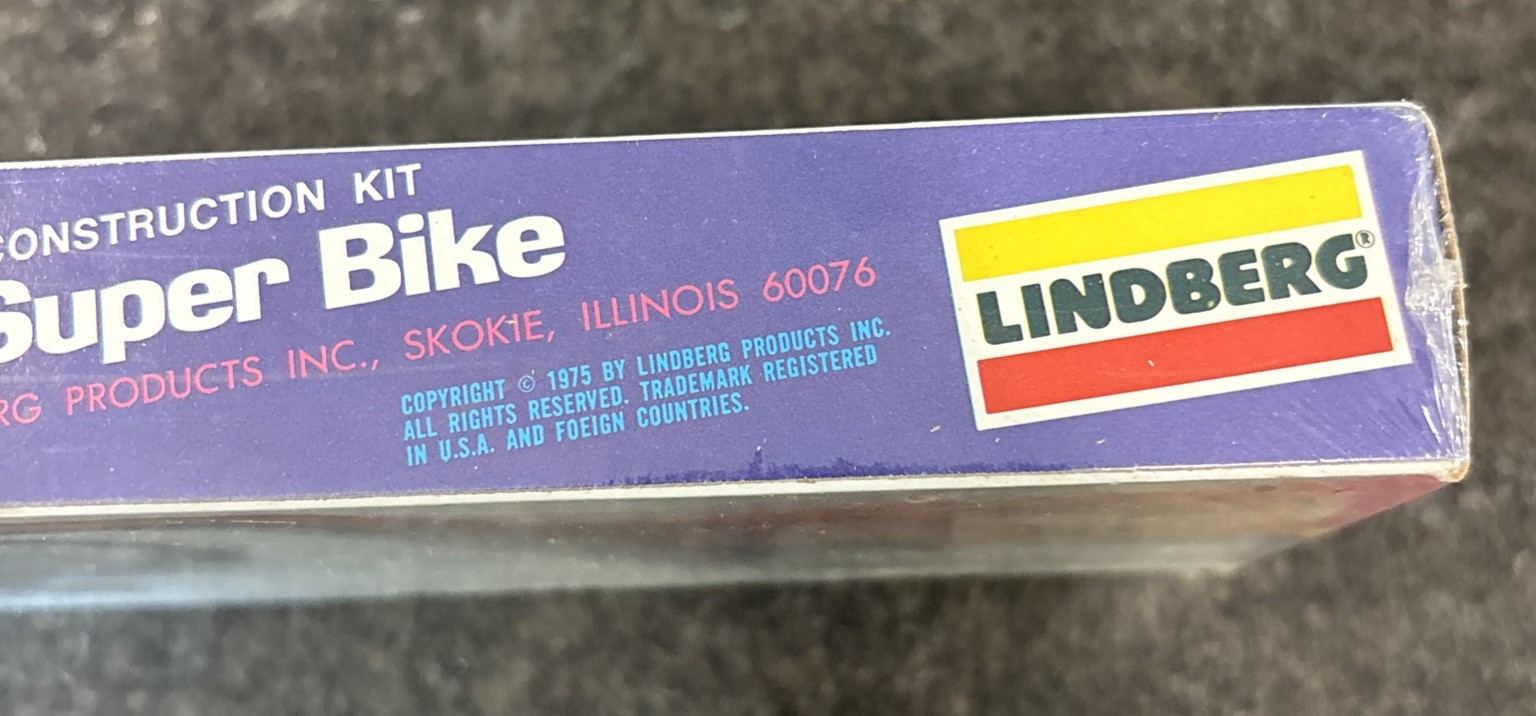 CONSTRUCTION KIT
Super Bike
RG PRODUCTS INC., SKOKIE, ILLINOIS 60076
COPYRIGHT © 1975 BY LINDBERG PRODUCTS INC.
ALL RIGHTS RESERVED. TRADEMARK REGISTERED
IN U.S.A. AND FOEIGN COUNTRIES.
LINDBERG®